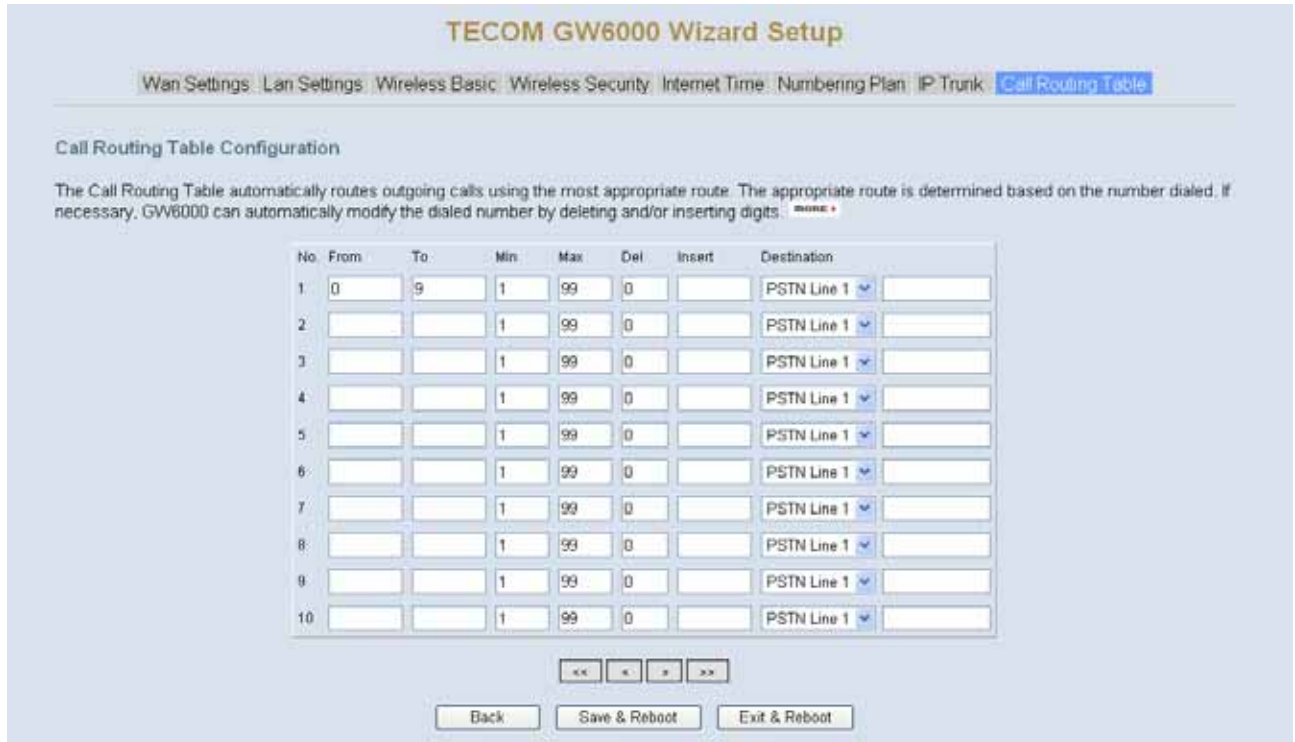 TECOM GW6000 Wizard Setup
Wan Settings Lan Settings Wireless Basic Wireless Security Internet Time Numbering Plan IP Trunk Call Routing Table
Call Routing Table Configuration
The Call Routing Table automatically routes outgoing calls using the most appropriate route. The appropriate route is determined based on the number dialed. If
necessary, GW6000 can automatically modify the dialed number by deleting and/or inserting digits. MORE
No. From To Min Max Del Insert Destination
1 0 9 1 99 0 PSTN Line 1
2 1 99 0 PSTN Line 1
3 1 99 0 PSTN Line 1
4 1 99 0 PSTN Line 1
5 1 99 0 PSTN Line 1
6 1 99 0 PSTN Line 1
7 1 99 0 PSTN Line 1
8 1 99 0 PSTN Line 1
9 1 99 0 PSTN Line 1
10 1 99 0 PSTN Line 1
<< < > >>
Back Save & Reboot Exit & Reboot